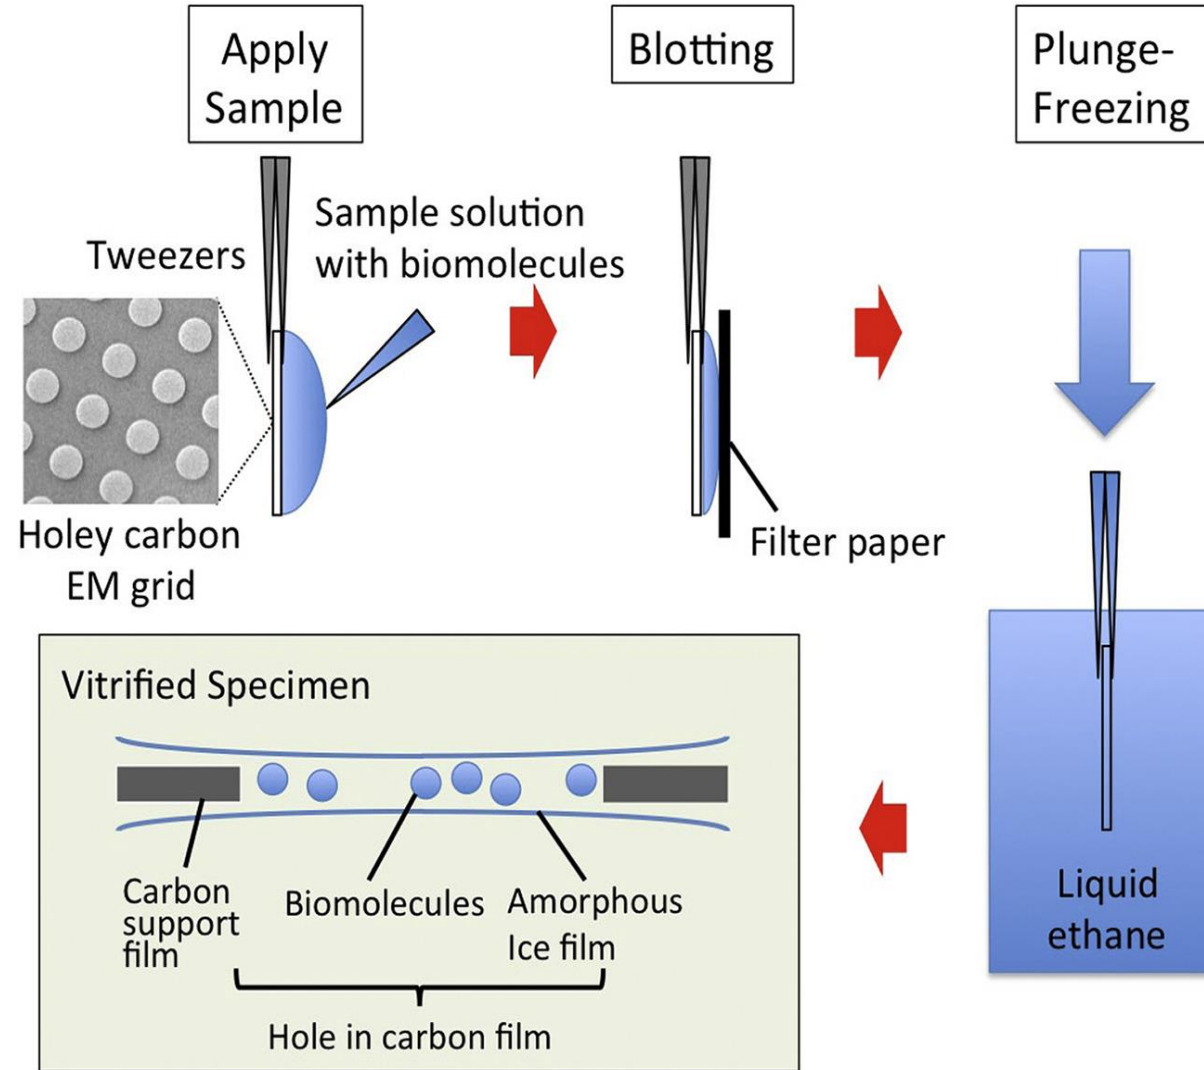 Apply
Sample
Blotting
Plunge-
Freezing
Tweezers
Sample solution
with biomolecules
Holey carbon
EM grid
Filter paper
Liquid
ethane
Vitrified Specimen
Carbon
support
film
Biomolecules
Amorphous
Ice film
Hole in carbon film